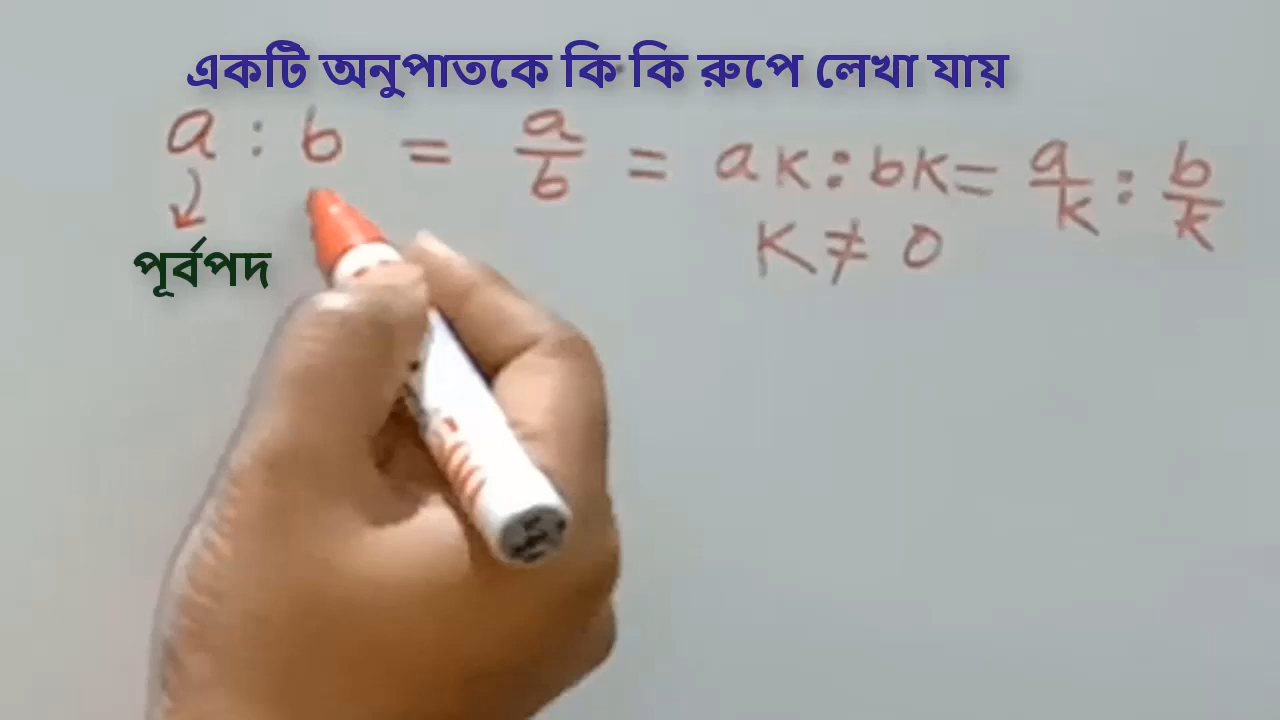 একটি অনুপাতকে কি কি রুপে লেখা যায়
a : b = a/b = aK : bK = a/k : b/k
K ≠ 0
পূর্বপদ